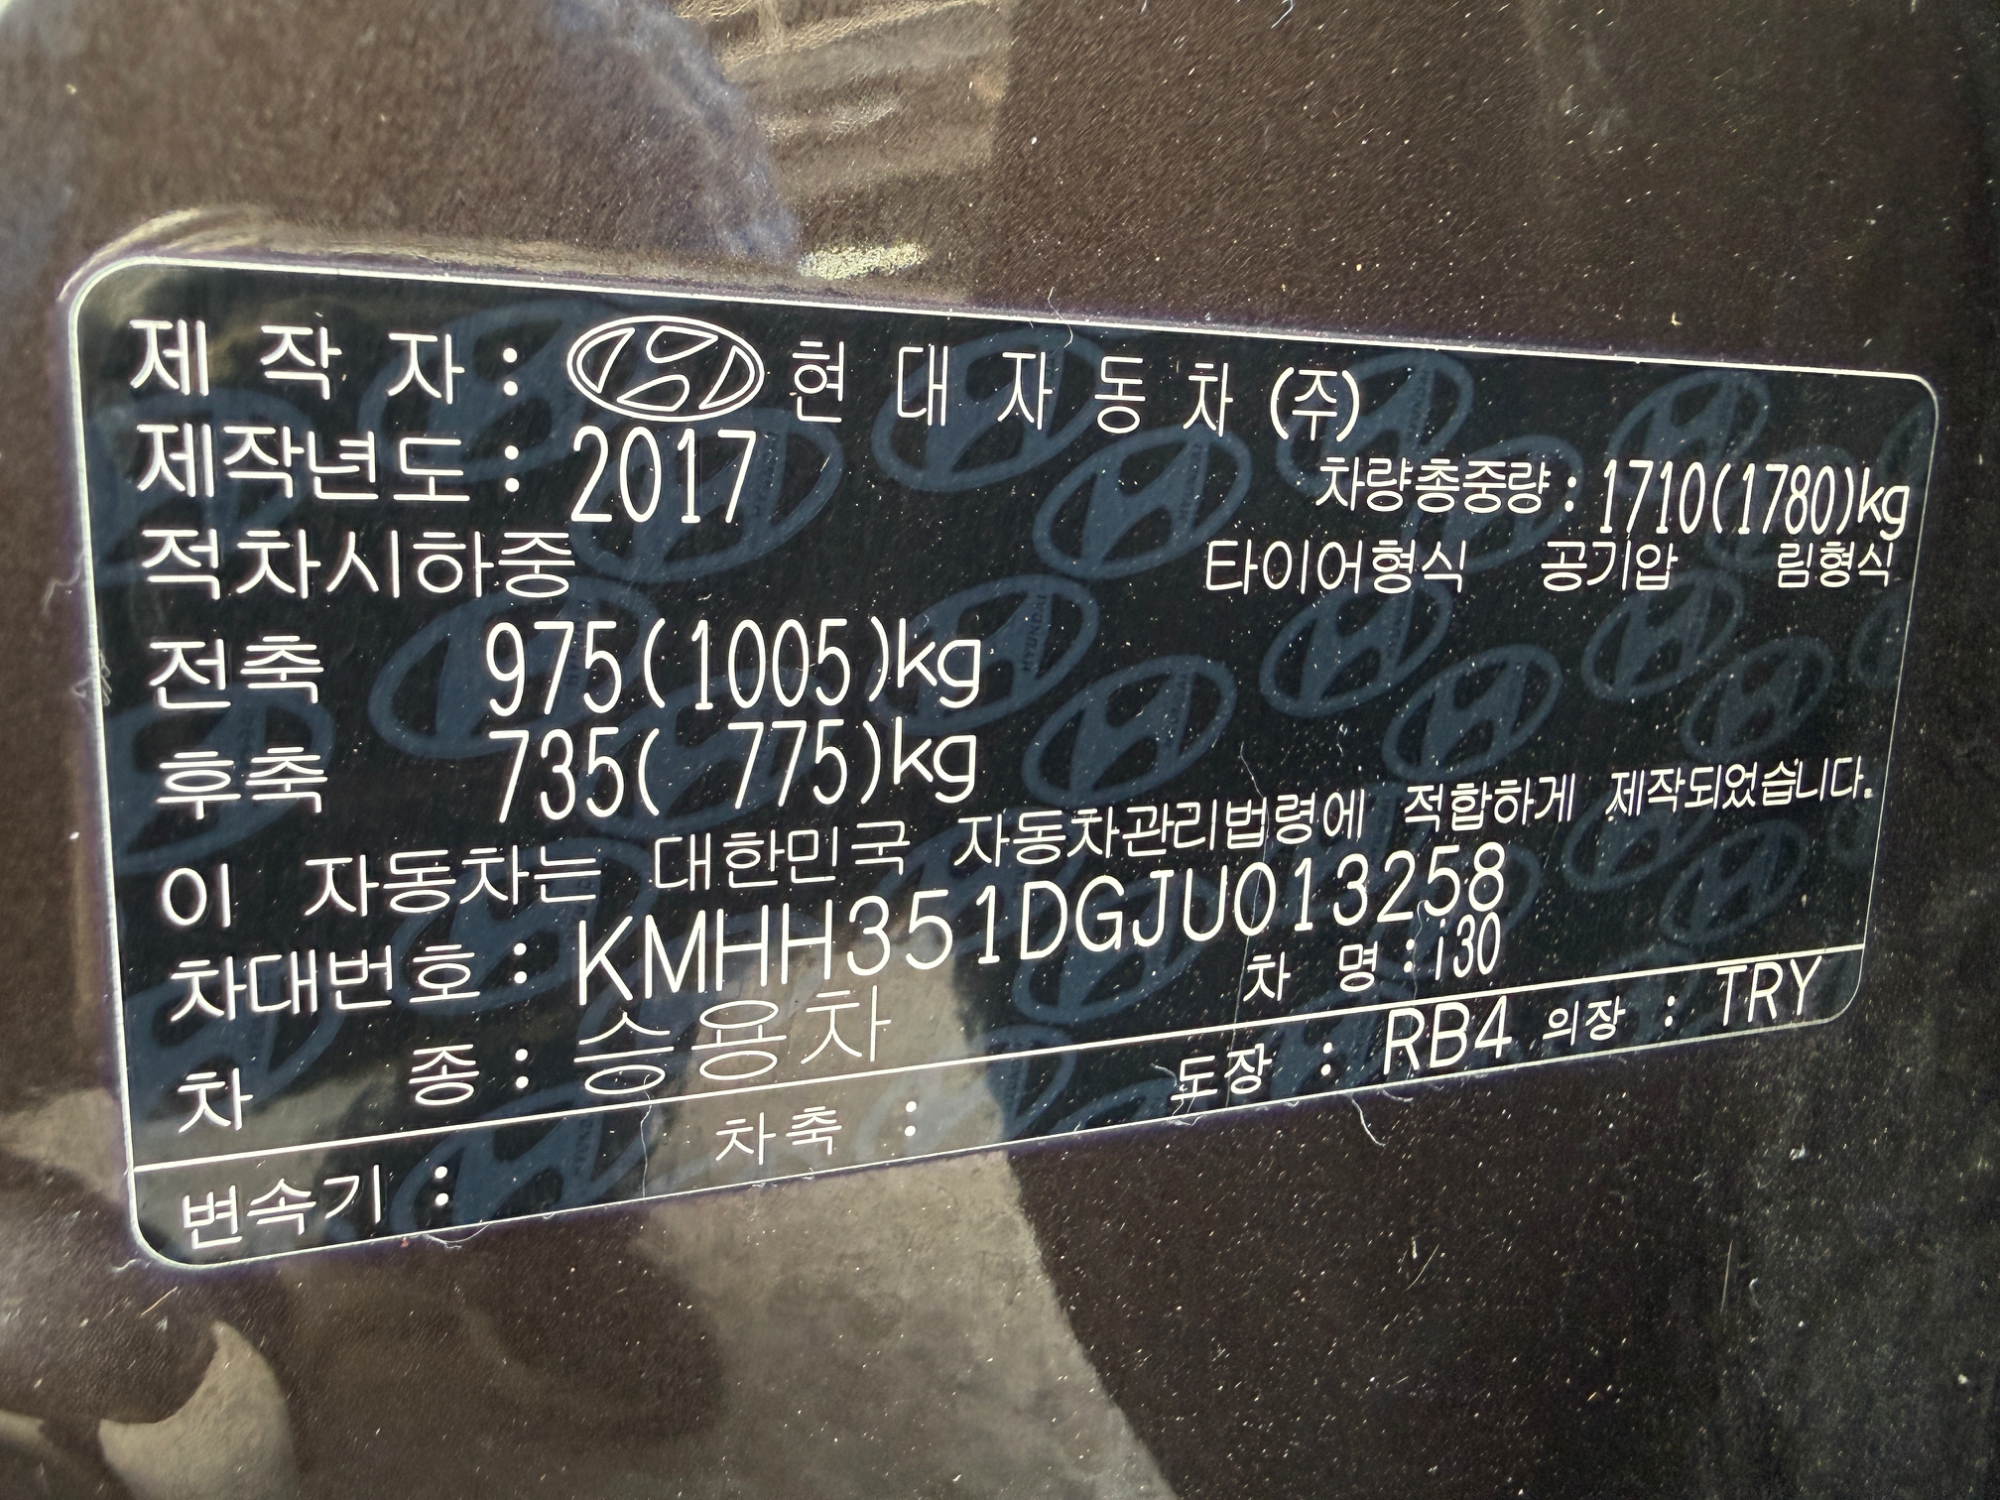 제 작 자 : 현 대 자 동 차 (주)
제작년도 : 2017
차량총중량 : 1710(1780)kg
적차시하중
타이어형식 공기압 림형식
전축 975(1005)kg
후축 735( 775)kg
이 자동차는 대한민국 자동차관리법령에 적합하게 제작되었습니다.
차대번호 : KMHH351DGJU013258
차 종 : 승용차 차 명 : i30
변속기 : 차축 : 도장 : RB4 의장 : TRY